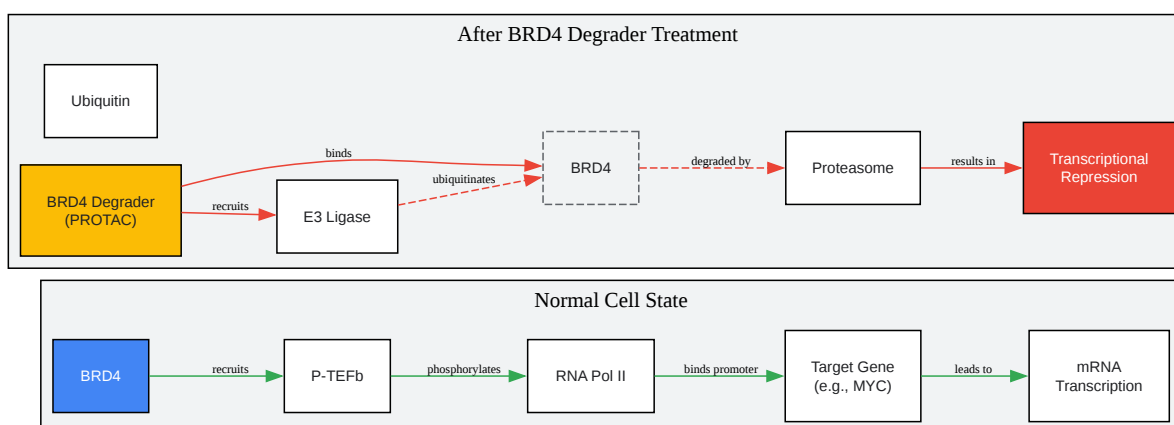 After BRD4 Degrader Treatment
Ubiquitin
BRD4 Degrader
(PROTAC)
binds
recruits
E3 Ligase
ubiquitinates
BRD4
degraded by
Proteasome
results in
Transcriptional
Repression
Normal Cell State
BRD4
recruits
P-TEFb
phosphorylates
RNA Pol II
binds promoter
Target Gene
(e.g., MYC)
leads to
mRNA
Transcription